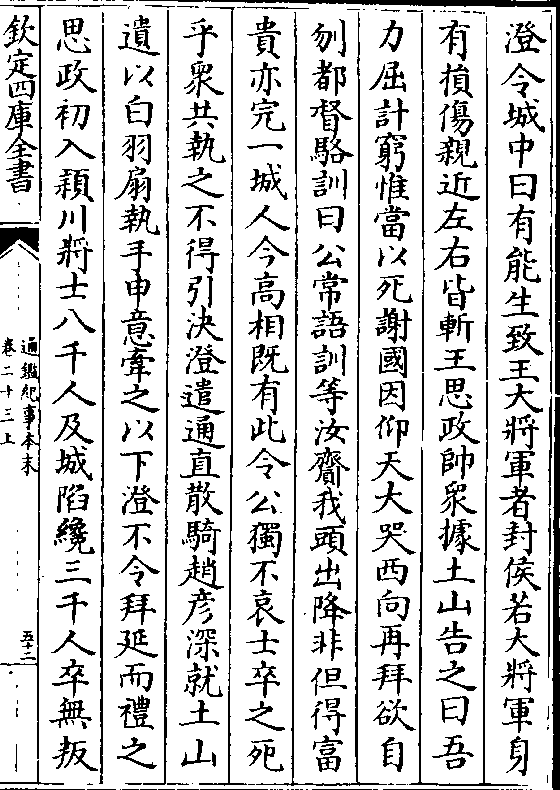 澄令城中曰有能生致王大將軍者封侯若大將軍身
有損傷親近左右皆斬王思政帥衆據土山告之曰吾
力屈計窮惟當以死謝國因仰天大哭西向再拜欲自
刎都督駱訓曰公常語訓等汝齎我頭出降非但得富
貴亦完一城人今高相既有此令公獨不哀士卒之死
乎衆共執之不得引決澄遣通直散騎趙彦深就土山
遺以白羽扇執手申意牽之以下澄不令拜延而禮之
思政初入潁川將士八千人及城陷纔三千人卒無叛
欽定四庫全書
通鑑紀事本末
卷二十三上
五十二